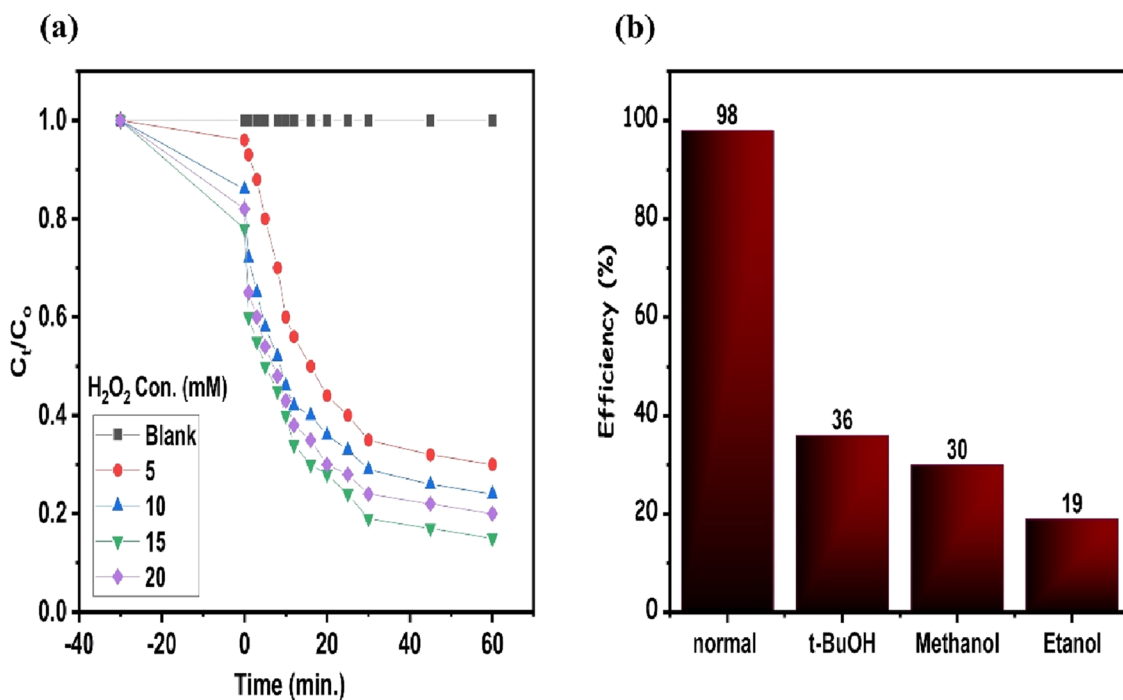 (a)
1.0
0.8
0.6
0.4
0.2
0.0
Cₜ/Cₒ
H₂O₂ Con. (mM)
Blank
5
10
15
20
-40 -20 0 20 40 60
Time (min.)
(b)
100
80
60
40
20
0
Efficiency (%)
98
36
30
19
normal t-BuOH Methanol Etanol